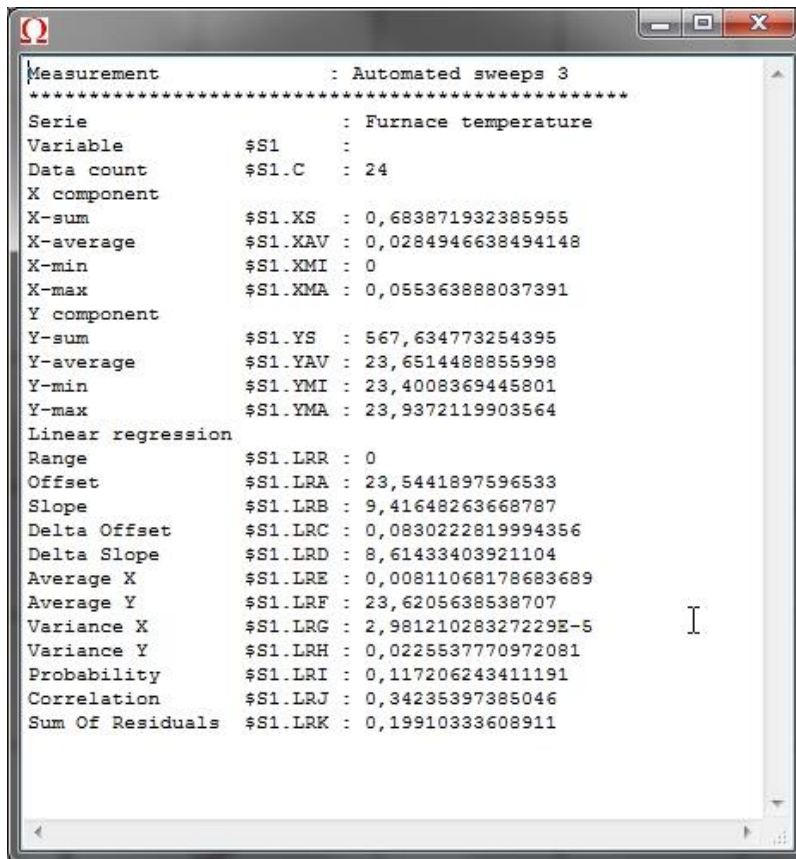 Ω
Measurement : Automated sweeps 3
**************************************************
Serie : Furnace temperature
Variable $S1 :
Data count $S1.C : 24
X component
X-sum $S1.XS : 0,683871932385955
X-average $S1.XAV : 0,0284946638494148
X-min $S1.XMI : 0
X-max $S1.XMA : 0,055363888037391
Y component
Y-sum $S1.YS : 567,634773254395
Y-average $S1.YAV : 23,6514488855998
Y-min $S1.YMI : 23,4008369445801
Y-max $S1.YMA : 23,9372119903564
Linear regression
Range $S1.LRR : 0
Offset $S1.LRA : 23,5441897596533
Slope $S1.LRB : 9,41648263668787
Delta Offset $S1.LRC : 0,0830222819994356
Delta Slope $S1.LRD : 8,61433403921104
Average X $S1.LRE : 0,00811068178683689
Average Y $S1.LRF : 23,6205638538707
Variance X $S1.LRG : 2,98121028327229E-5
Variance Y $S1.LRH : 0,0225537770972081
Probability $S1.LRI : 0,117206243411191
Correlation $S1.LRJ : 0,34235397385046
Sum Of Residuals $S1.LRK : 0,19910333608911